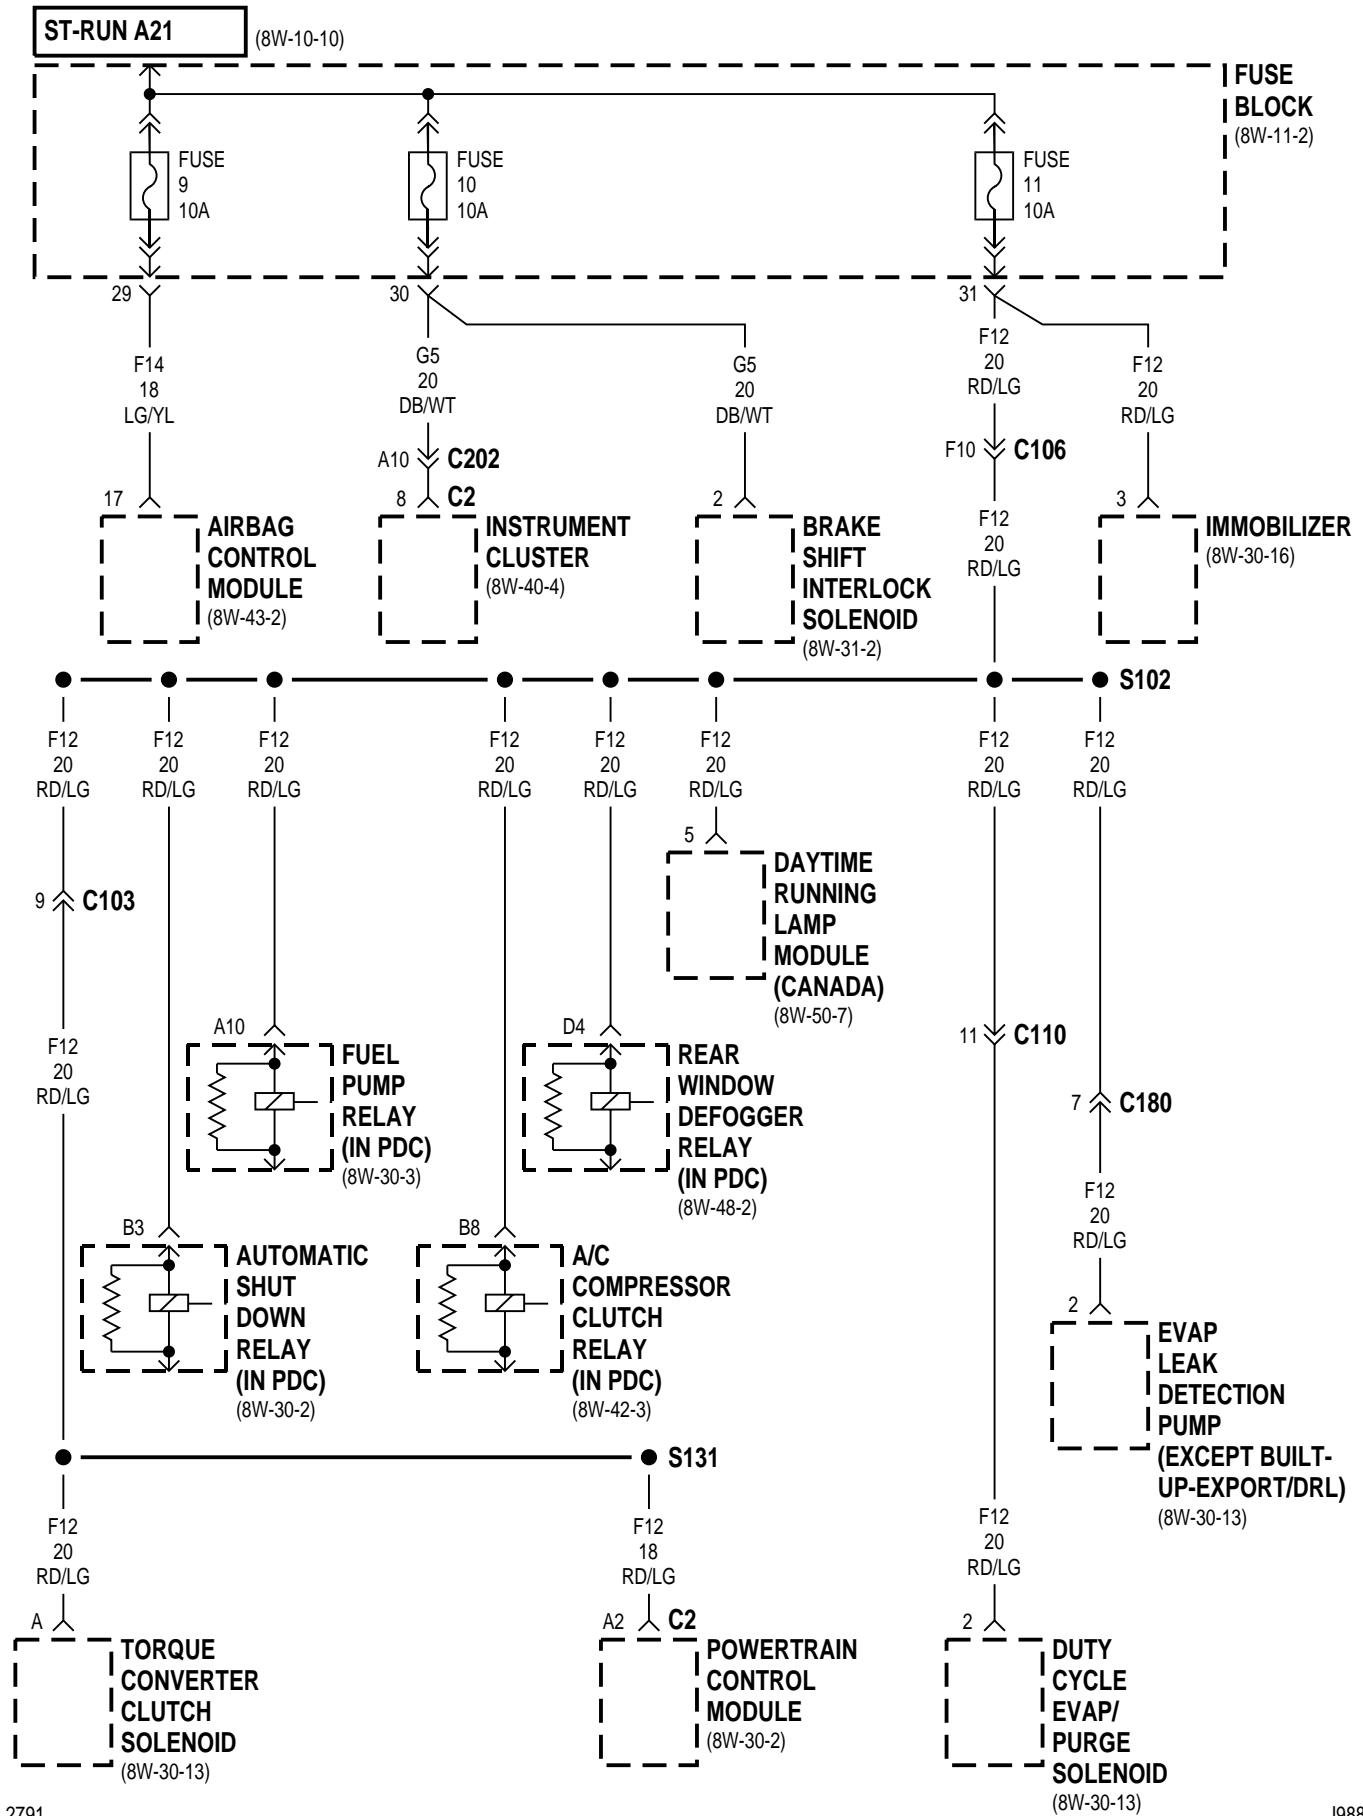 ST-RUN A21
(8W-10-10)
FUSE
BLOCK
(8W-11-2)
FUSE
9
10A
FUSE
10
10A
FUSE
11
10A
29
30
31
F14
18
LG/YL
G5
20
DB/WT
G5
20
DB/WT
F12
20
RD/LG
F12
20
RD/LG
A10
C202
F10
C106
17
8
C2
2
F12
20
RD/LG
3
AIRBAG
CONTROL
MODULE
(8W-43-2)
INSTRUMENT
CLUSTER
(8W-40-4)
BRAKE
SHIFT
INTERLOCK
SOLENOID
(8W-31-2)
IMMOBILIZER
(8W-30-16)
S102
F12
20
RD/LG
F12
20
RD/LG
F12
20
RD/LG
F12
20
RD/LG
F12
20
RD/LG
F12
20
RD/LG
F12
20
RD/LG
F12
20
RD/LG
5
DAYTIME
RUNNING
LAMP
MODULE
(CANADA)
(8W-50-7)
9
C103
F12
20
RD/LG
A10
FUEL
PUMP
RELAY
(IN PDC)
(8W-30-3)
D4
REAR
WINDOW
DEFOGGER
RELAY
(IN PDC)
(8W-48-2)
11
C110
7
C180
F12
20
RD/LG
B3
AUTOMATIC
SHUT
DOWN
RELAY
(IN PDC)
(8W-30-2)
B8
A/C
COMPRESSOR
CLUTCH
RELAY
(IN PDC)
(8W-42-3)
2
EVAP
LEAK
DETECTION
PUMP
(EXCEPT BUILT-
UP-EXPORT/DRL)
(8W-30-13)
S131
F12
20
RD/LG
F12
18
RD/LG
F12
20
RD/LG
A
TORQUE
CONVERTER
CLUTCH
SOLENOID
(8W-30-13)
A2
C2
POWERTRAIN
CONTROL
MODULE
(8W-30-2)
2
DUTY
CYCLE
EVAP/
PURGE
SOLENOID
(8W-30-13)
2791
J988